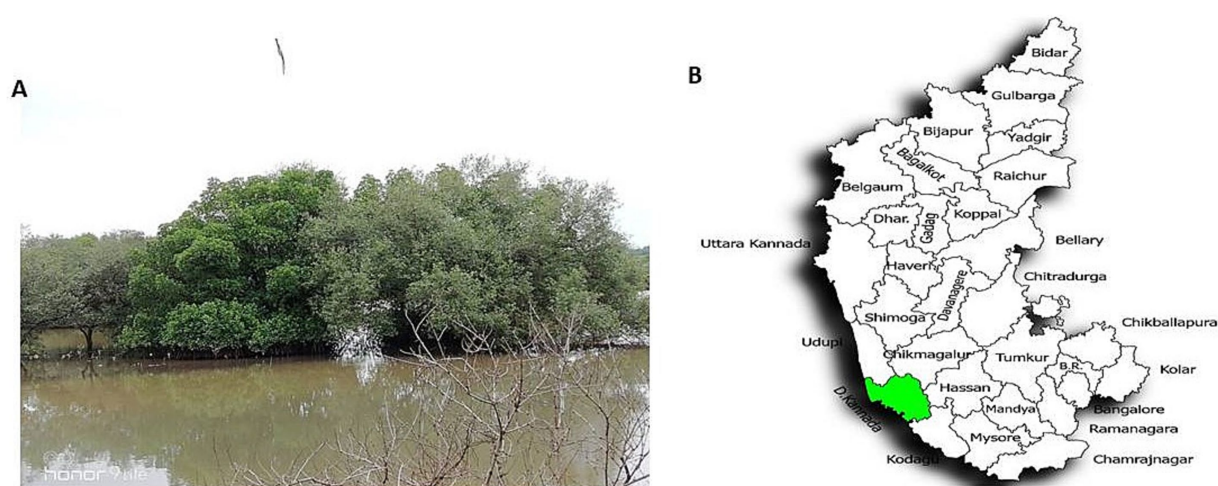 A
honor 9 Lite
B
Bidar
Gulbarga
Bijapur
Yadgir
Bagalkot
Raichur
Belgaum
Dhar.
Gadag
Koppal
Uttara Kannada
Bellary
Haveri
Davanagere
Chitradurga
Shimoga
Chikballapura
Udupi
Chikmagalur
Tumkur
B.R.
Kolar
Hassan
D.Kannada
Mandya
Bangalore
Ramanagara
Mysore
Kodagu
Chamrajnagar